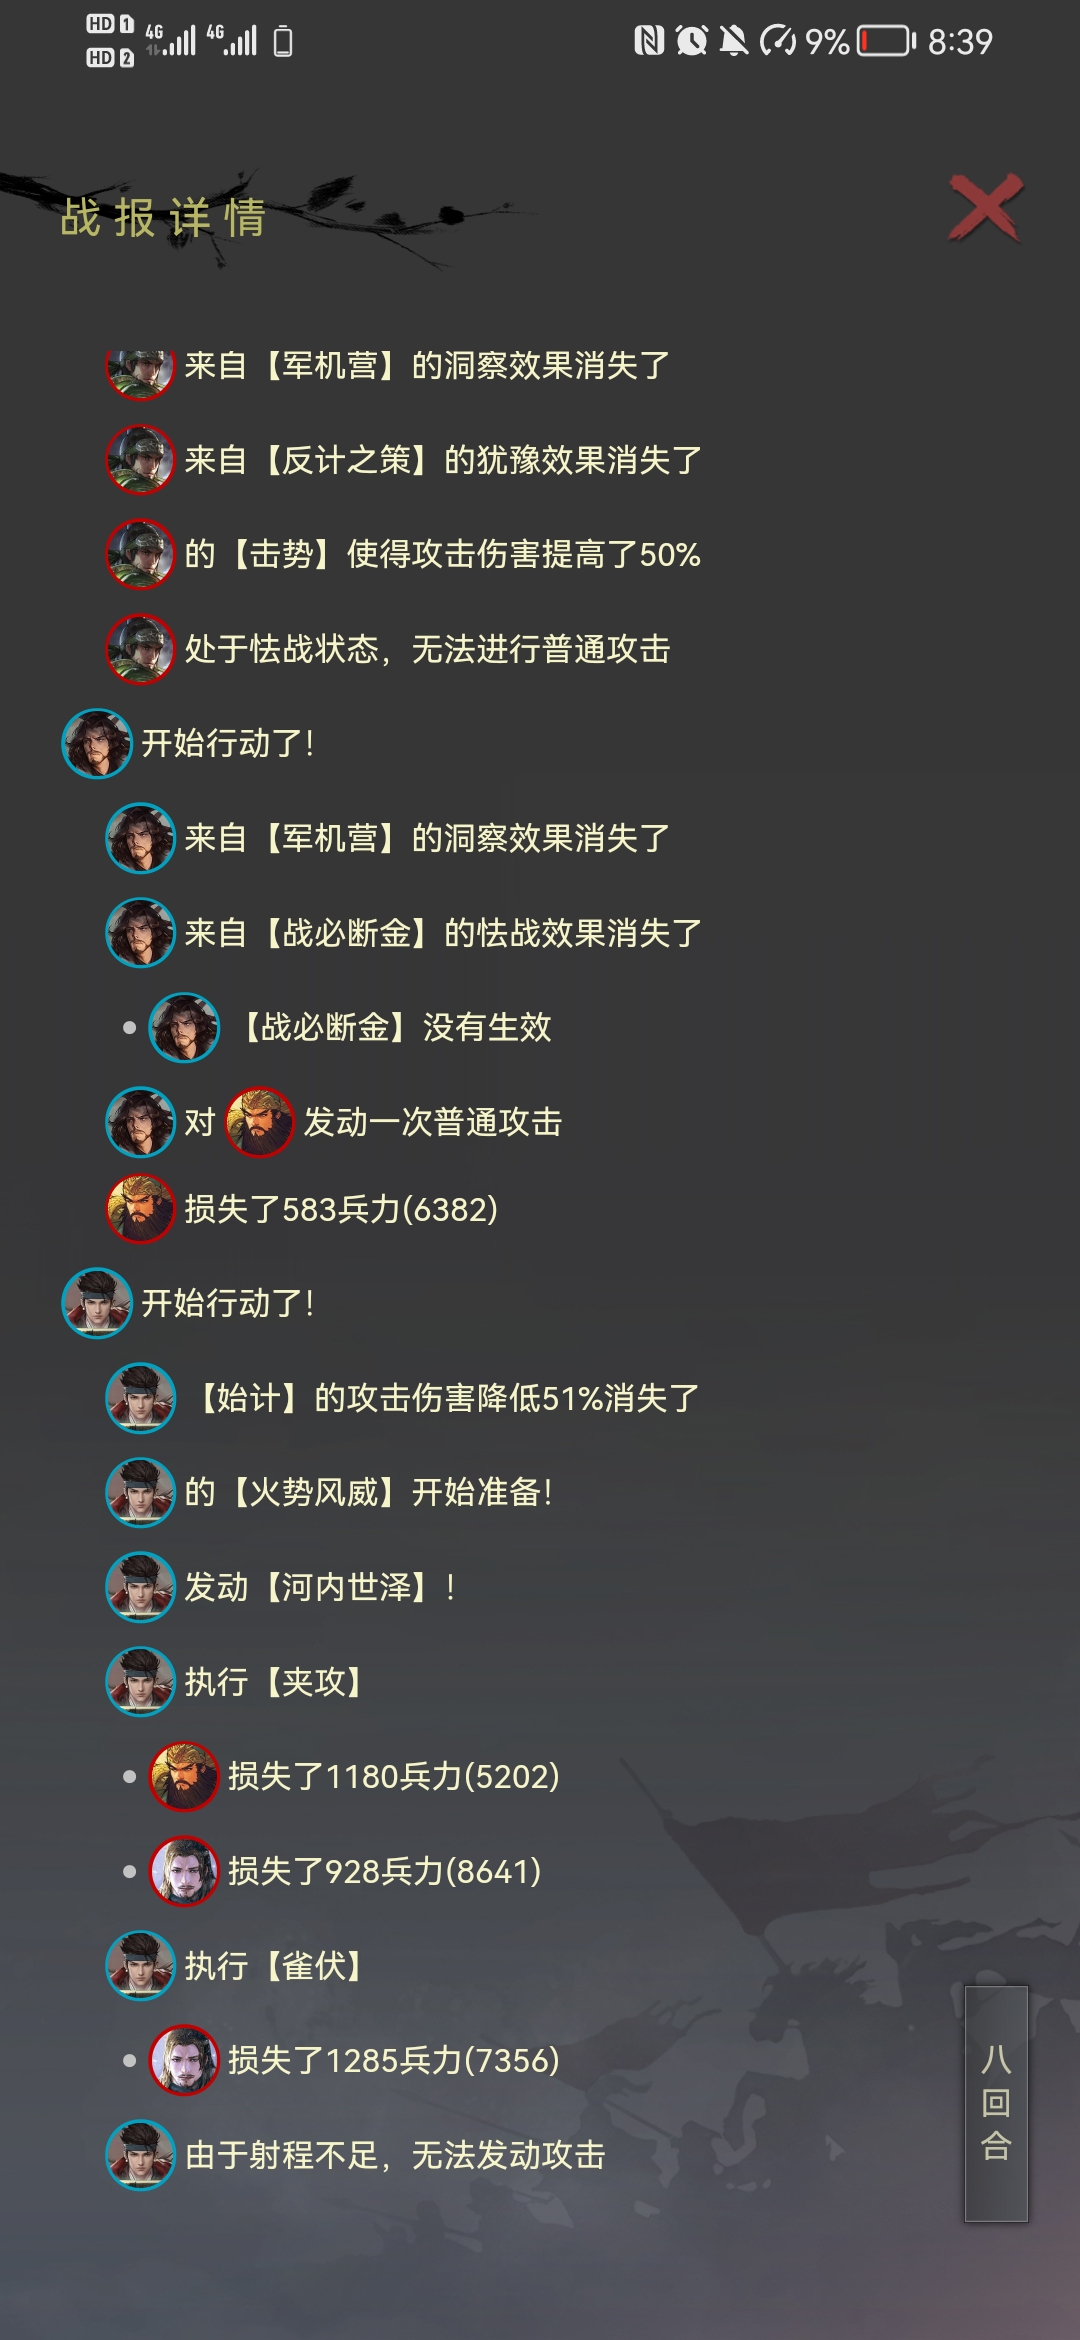 HD 1 4G 4G 9% 8:39
HD 2
战报详情
来自【军机营】的洞察效果消失了
来自【反计之策】的犹豫效果消失了
的【击势】使得攻击伤害提高了50%
处于怯战状态，无法进行普通攻击
开始行动了！
来自【军机营】的洞察效果消失了
来自【战必断金】的怯战效果消失了
【战必断金】没有生效
对 发动一次普通攻击
损失了583兵力(6382)
开始行动了！
【始计】的攻击伤害降低51%消失了
的【火势风威】开始准备！
发动【河内世泽】！
执行【夹攻】
损失了1180兵力(5202)
损失了928兵力(8641)
执行【雀伏】
损失了1285兵力(7356)
由于射程不足，无法发动攻击
八回合